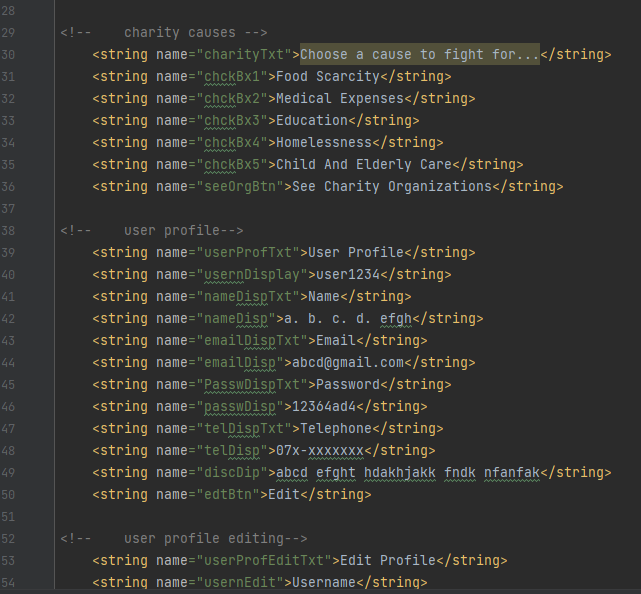 28
29 <!--    charity causes -->
30     <string name="charityTxt">Choose a cause to fight for...</string>
31     <string name="chckBx1">Food Scarcity</string>
32     <string name="chckBx2">Medical Expenses</string>
33     <string name="chckBx3">Education</string>
34     <string name="chckBx4">Homelessness</string>
35     <string name="chckBx5">Child And Elderly Care</string>
36     <string name="seeOrgBtn">See Charity Organizations</string>
37
38 <!--    user profile-->
39     <string name="userProfTxt">User Profile</string>
40     <string name="usernDisplay">user1234</string>
41     <string name="nameDispTxt">Name</string>
42     <string name="nameDisp">a. b. c. d. efgh</string>
43     <string name="emailDispTxt">Email</string>
44     <string name="emailDisp">abcd@gmail.com</string>
45     <string name="PasswDispTxt">Password</string>
46     <string name="passwDisp">12364ad4</string>
47     <string name="telDispTxt">Telephone</string>
48     <string name="telDisp">07x-xxxxxxx</string>
49     <string name="discDip">abcd efght hdakhjakk fndk nfanfak</string>
50     <string name="edtBtn">Edit</string>
51
52 <!--    user profile editing-->
53     <string name="userProfEditTxt">Edit Profile</string>
54     <string name="usernEdit">Username</string>